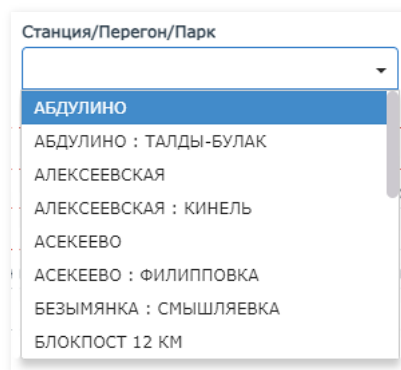 Станция/Перегон/Парк
АБДУЛИНО
АБДУЛИНО : ТАЛДЫ-БУЛАК
АЛЕКСЕЕВСКАЯ
АЛЕКСЕЕВСКАЯ : КИНЕЛЬ
АСЕКЕЕВО
АСЕКЕЕВО : ФИЛИППОВКА
БЕЗЫМЯНКА : СМЫШЛЯЕВКА
БЛОКПОСТ 12 КМ